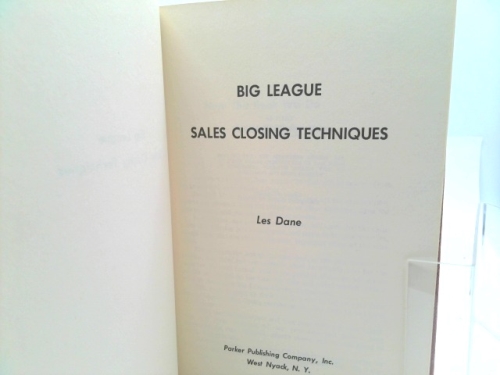 BIG LEAGUE
SALES CLOSING TECHNIQUES
Les Dane
Parker Publishing Company, Inc.
West Nyack, N. Y.